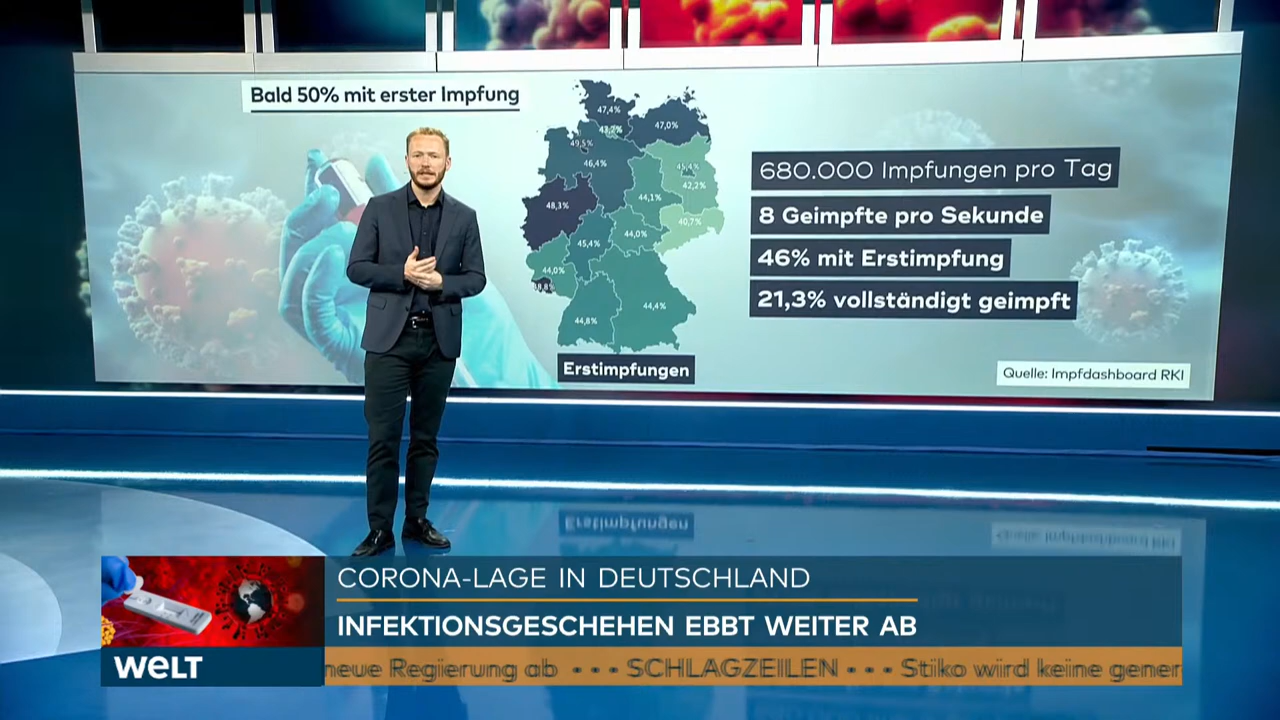 Bald 50% mit erster Impfung
47,4%
47,0%
49,5%
46,4%
45,4%
42,2%
48,3%
44,1%
40,7%
45,4%
44,0%
44,0%
44,8%
44,4%
Erstimpfungen
680.000 Impfungen pro Tag
8 Geimpfte pro Sekunde
46% mit Erstimpfung
21,3% vollständigt geimpft
Quelle: Impfdashboard RKI
CORONA-LAGE IN DEUTSCHLAND
INFEKTIONSGESCHEHEN EBBT WEITER AB
WELT
neue Regierung ab • • • SCHLAGZEILEN • • • Stiko wird keine gener